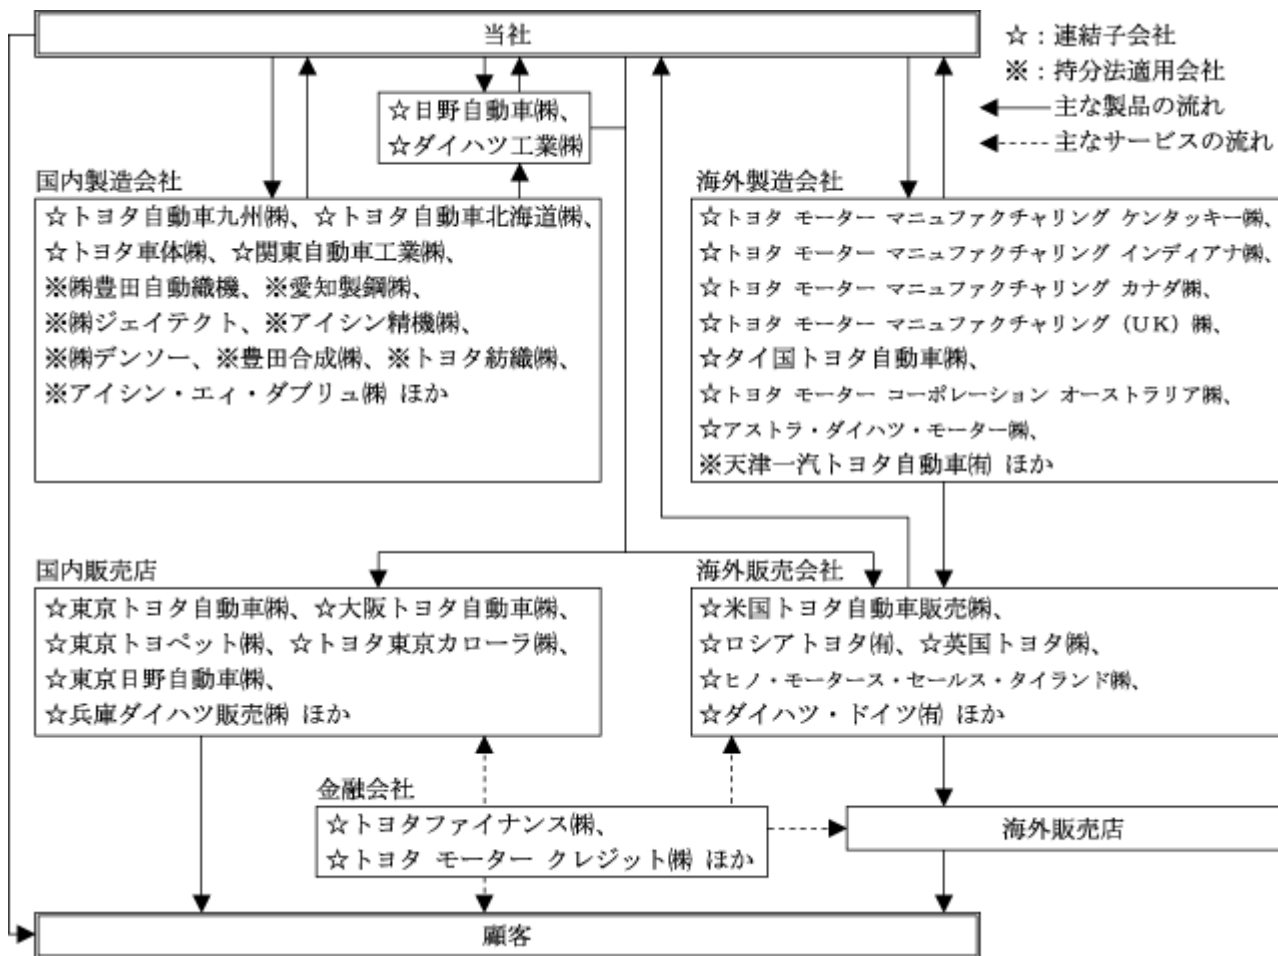 当社
☆：連結子会社
※：持分法適用会社
主な製品の流れ
主なサービスの流れ
☆日野自動車㈱、
☆ダイハツ工業㈱
国内製造会社
☆トヨタ自動車九州㈱、☆トヨタ自動車北海道㈱、
☆トヨタ車体㈱、☆関東自動車工業㈱、
※㈱豊田自動織機、※愛知製鋼㈱、
※㈱ジェイテクト、※アイシン精機㈱、
※㈱デンソー、※豊田合成㈱、※トヨタ紡織㈱、
※アイシン・エィ・ダブリュ㈱ ほか
海外製造会社
☆トヨタ モーター マニュファクチャリング ケンタッキー㈱、
☆トヨタ モーター マニュファクチャリング インディアナ㈱、
☆トヨタ モーター マニュファクチャリング カナダ㈱、
☆トヨタ モーター マニュファクチャリング（ＵＫ）㈱、
☆タイ国トヨタ自動車㈱、
☆トヨタ モーター コーポレーション オーストラリア㈱、
☆アストラ・ダイハツ・モーター㈱、
※天津一汽トヨタ自動車㈲ ほか
国内販売店
☆東京トヨタ自動車㈱、☆大阪トヨタ自動車㈱、
☆東京トヨペット㈱、☆トヨタ東京カローラ㈱、
☆東京日野自動車㈱、
☆兵庫ダイハツ販売㈱ ほか
海外販売会社
☆米国トヨタ自動車販売㈱、
☆ロシアトヨタ㈲、☆英国トヨタ㈱、
☆ヒノ・モータース・セールス・タイランド㈱、
☆ダイハツ・ドイツ㈲ ほか
金融会社
☆トヨタファイナンス㈱、
☆トヨタ モーター クレジット㈱ ほか
海外販売店
顧客